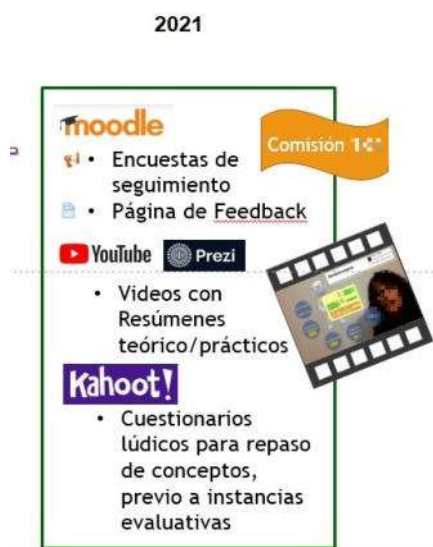 2021
moodle
Comisión
• Encuestas de
seguimiento
• Página de Feedback
YouTube Prezi
• Videos con
Resúmenes
teórico/prácticos
Kahoot!
• Cuestionarios
lúdicos para repaso
de conceptos,
previo a instancias
evaluativas